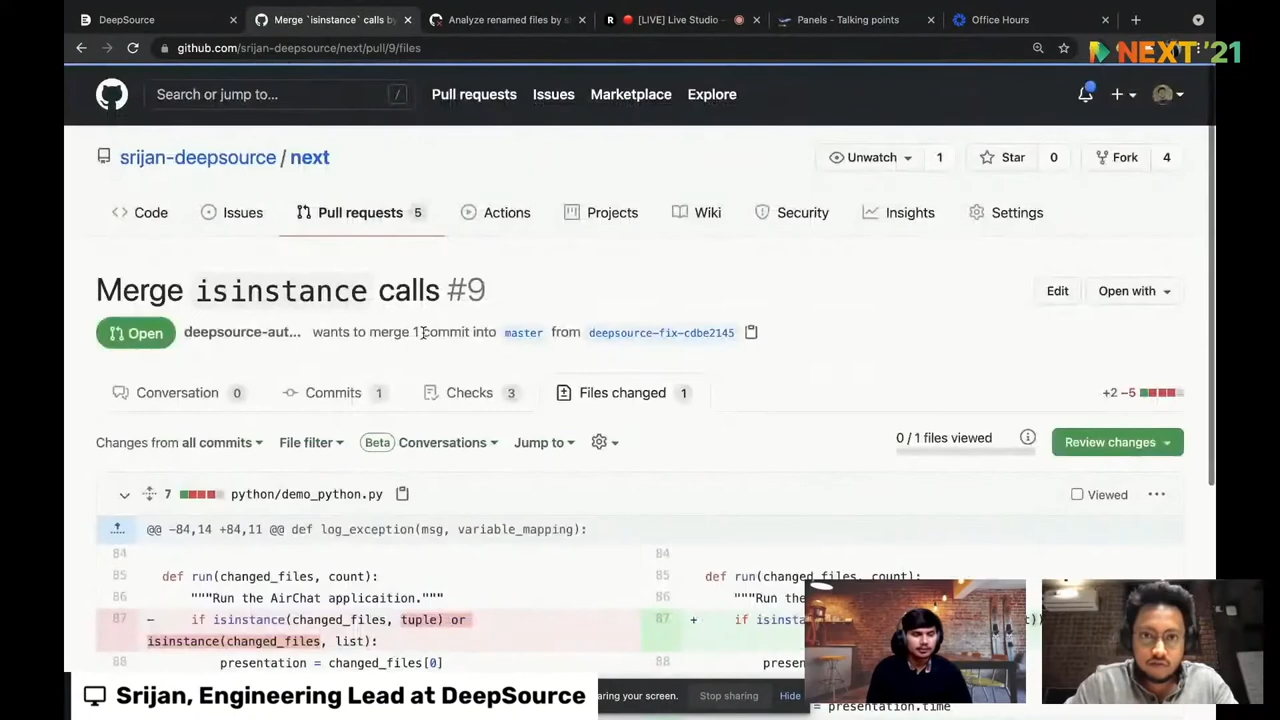 DeepSource
Merge `isinstance` calls by
Analyze renamed files by s
[LIVE] Live Studio -
Panels - Talking points
Office Hours
github.com/srijan-deepsource/next/pull/9/files
NEXT '21
Search or jump to...
/
Pull requests
Issues
Marketplace
Explore
srijan-deepsource / next
Unwatch
1
Star
0
Fork
4
Code
Issues
Pull requests 5
Actions
Projects
Wiki
Security
Insights
Settings
Merge isinstance calls #9
Edit
Open with
Open
deepsource-aut... wants to merge 1 commit into master from deepsource-fix-cdbe2145
Conversation 0
Commits 1
Checks 3
Files changed 1
+2 −5
Changes from all commits
File filter
Beta Conversations
Jump to
0 / 1 files viewed
Review changes
7 python/demo_python.py
Viewed
@@ -84,14 +84,11 @@ def log_exception(msg, variable_mapping):
84
84
85 def run(changed_files, count):
85 def run(changed_files, count):
86 """Run the AirChat applicaition."""
86 """Run the
87 - if isinstance(changed_files, tuple) or
isinstance(changed_files, list):
87 + if isinsta
88 presentation = changed_files[0]
88 prese
= presentation.time
aring your screen.
Stop sharing
Hide
Srijan, Engineering Lead at DeepSource